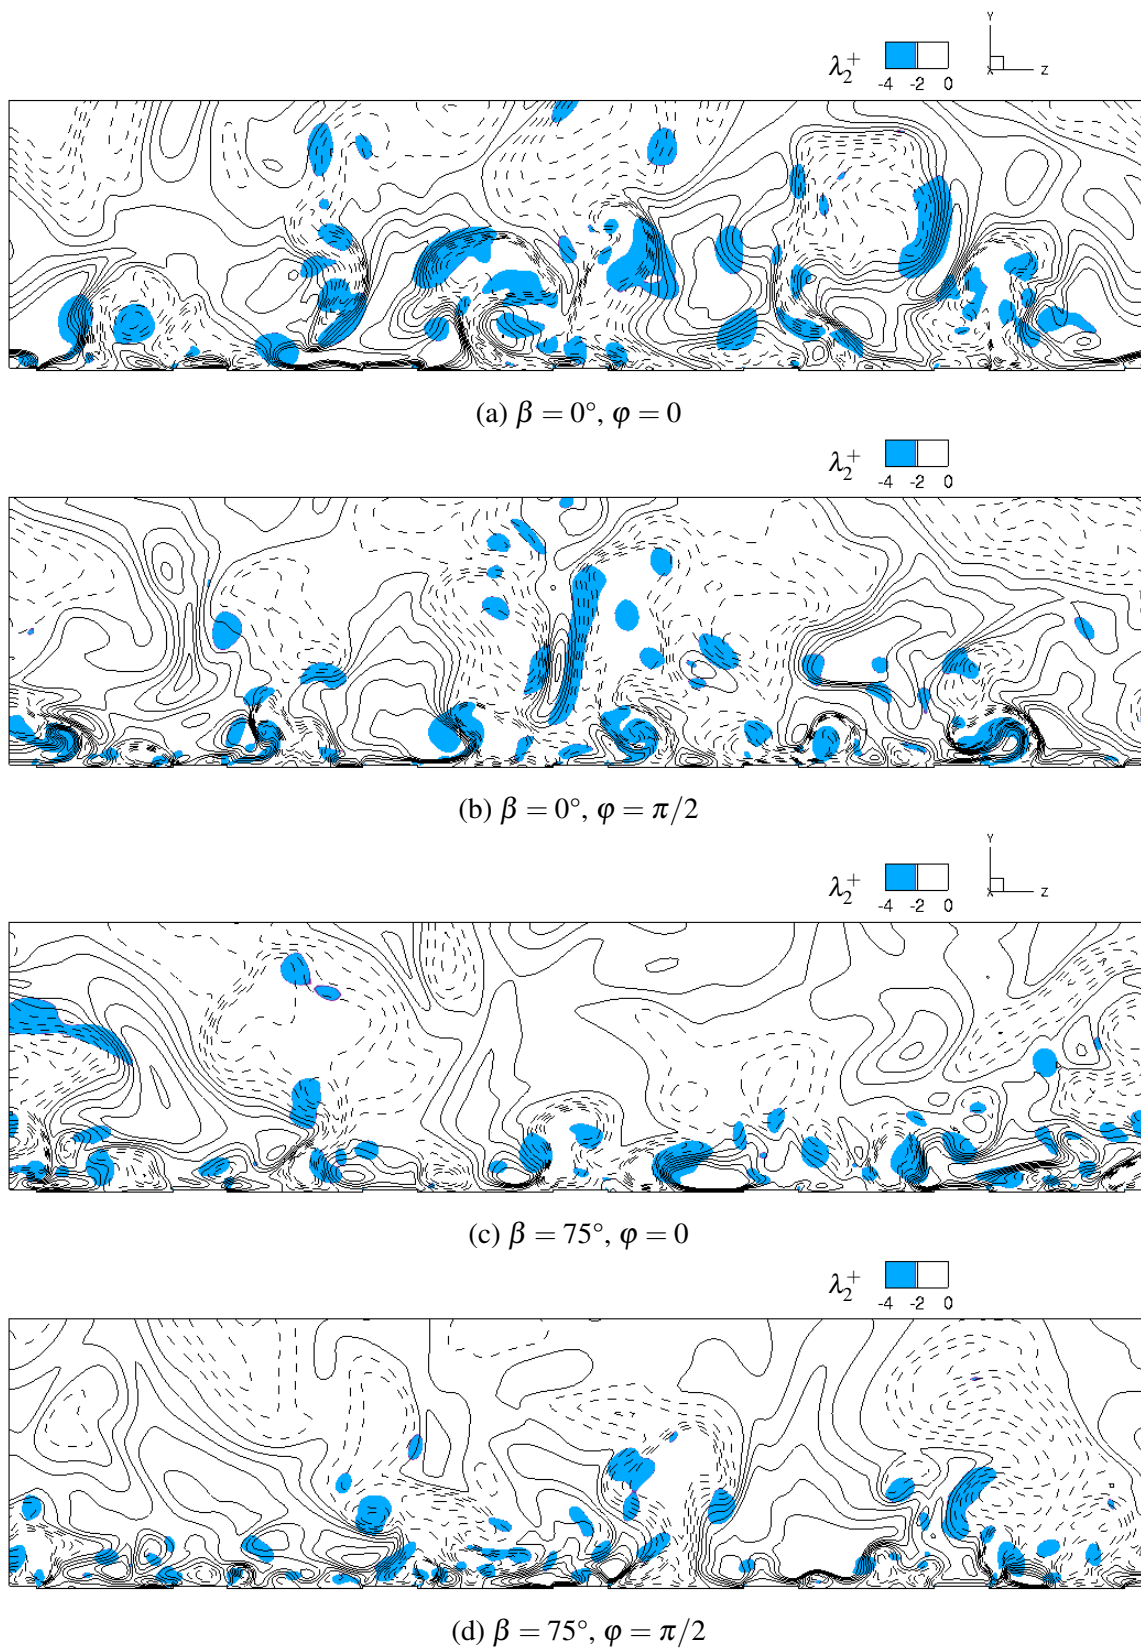 Y
λ₂⁺
X Z
-4 -2 0
(a) β = 0°, φ = 0
λ₂⁺
-4 -2 0
(b) β = 0°, φ = π/2
Y
λ₂⁺
X Z
-4 -2 0
(c) β = 75°, φ = 0
λ₂⁺
-4 -2 0
(d) β = 75°, φ = π/2